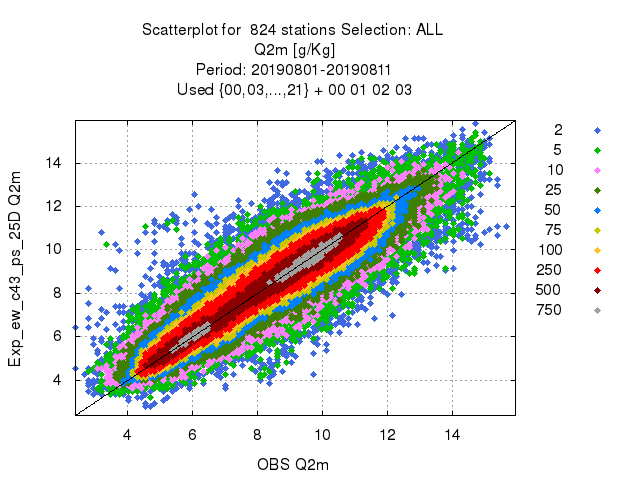 Scatterplot for 824 stations Selection: ALL
Q2m [g/Kg]
Period: 20190801-20190811
Used {00,03,...,21} + 00 01 02 03
Exp_ew_c43_ps_25D Q2m
14
12
10
8
6
4
4 6 8 10 12 14
OBS Q2m
2
5
10
25
50
75
100
250
500
750